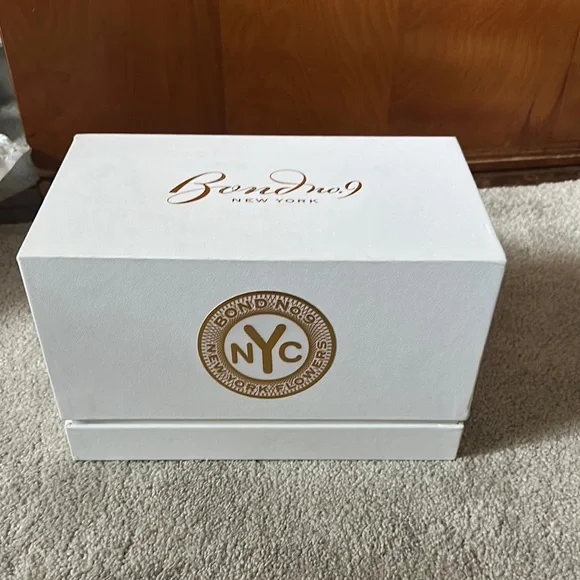 Bond no.9
NEW YORK
BOND NO. 9
NYC
NEW YORK FLOWERS